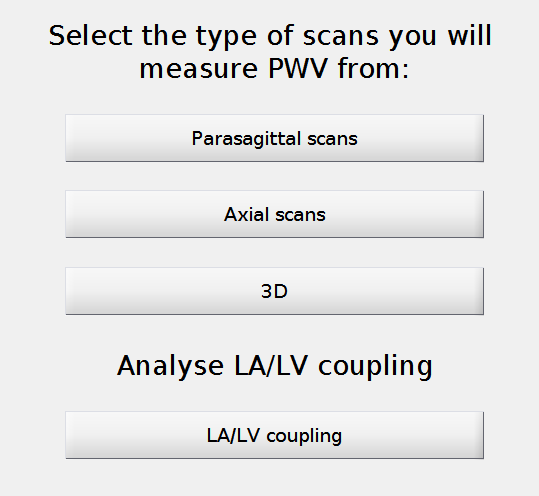 Select the type of scans you will
measure PWV from:
Parasagittal scans
Axial scans
3D
Analyse LA/LV coupling
LA/LV coupling